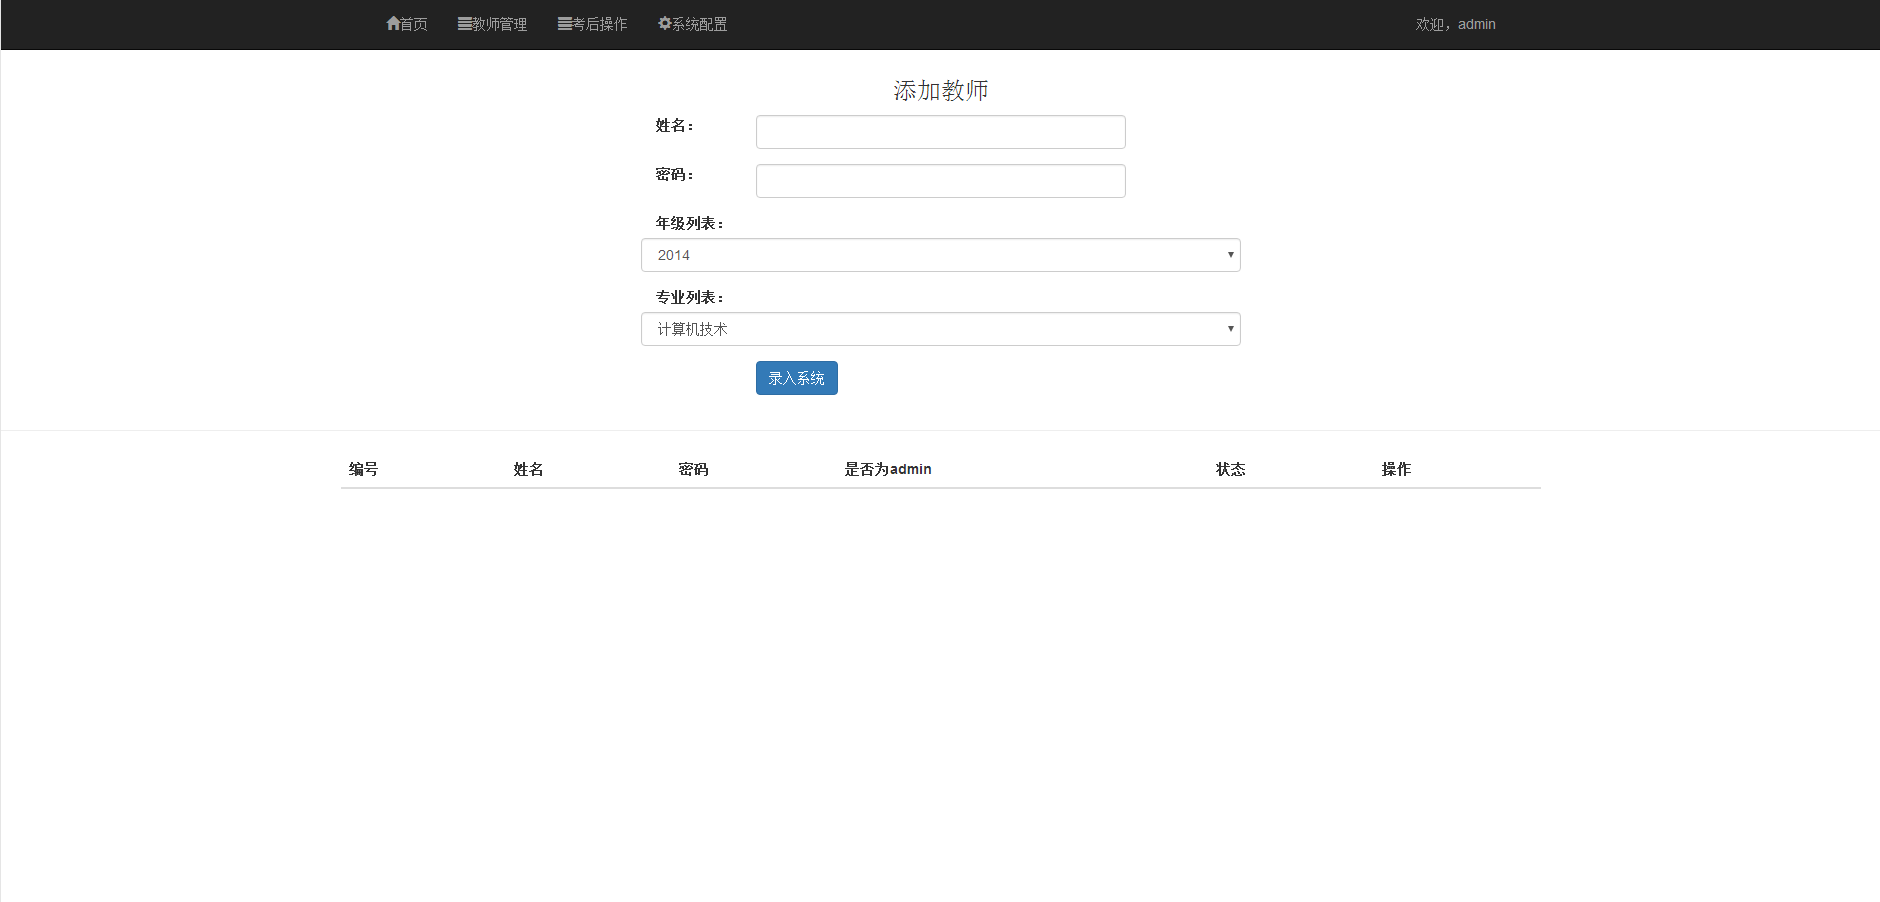 首页 教师管理 考后操作 系统配置 欢迎，admin
添加教师
姓名：
密码：
年级列表：
2014
专业列表：
计算机技术
录入系统
编号 姓名 密码 是否为admin 状态 操作